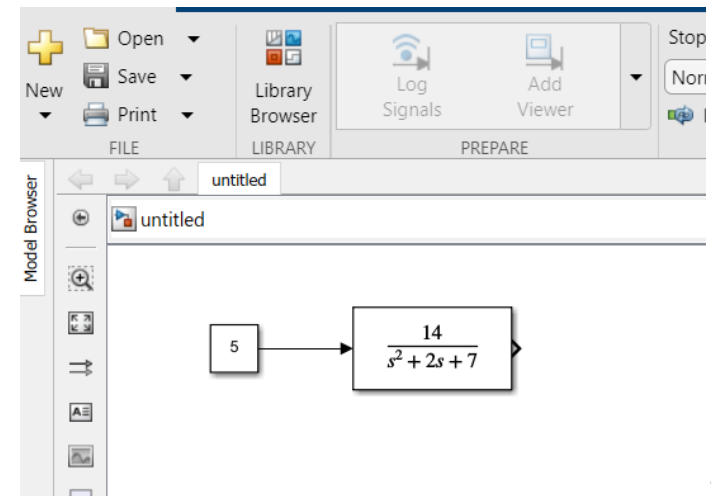 New
Open
Save
Print
FILE
Library
Browser
LIBRARY
Log
Signals
Add
Viewer
PREPARE
Stop
Model Browser
untitled
untitled
5
14
s² + 2s + 7